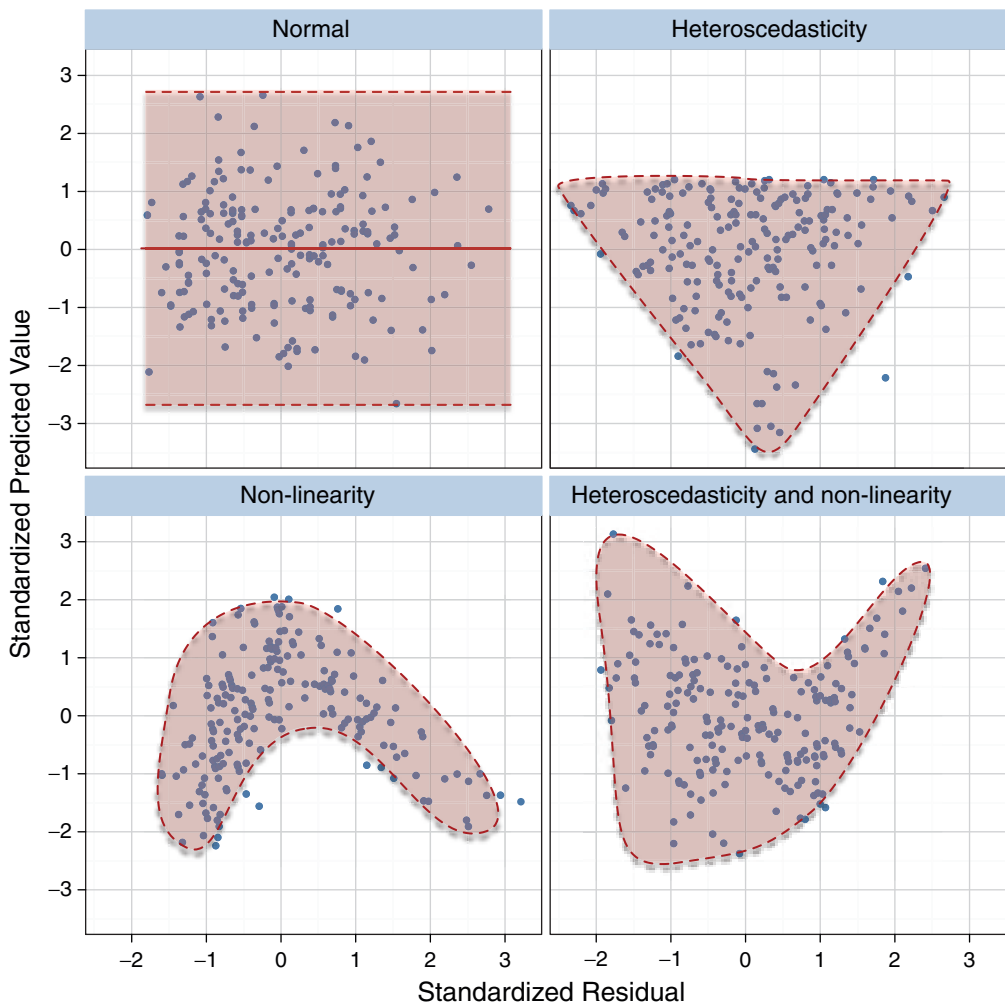 Normal
Heteroscedasticity
3
2
1
0
−1
−2
−3
Non-linearity
Heteroscedasticity and non-linearity
3
2
1
0
−1
−2
−3
−2 −1 0 1 2 3
−2 −1 0 1 2 3
Standardized Predicted Value
Standardized Residual